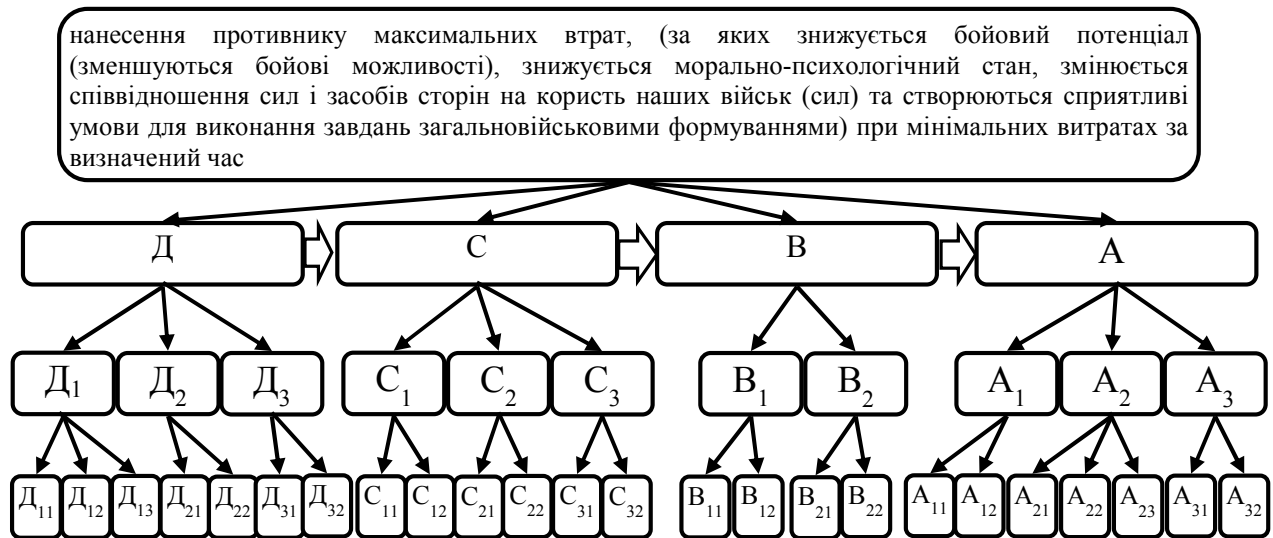 нанесення противнику максимальних втрат, (за яких знижується бойовий потенціал
(зменшуються бойові можливості), знижується морально-психологічний стан, змінюється
співвідношення сил і засобів сторін на користь наших військ (сил) та створюються сприятливі
умови для виконання завдань загальновійськовими формуваннями) при мінімальних витратах за
визначений час
Д С В А
Д1 Д2 Д3 С1 С2 С3 В1 В2 А1 А2 А3
Д11 Д12 Д13 Д21 Д22 Д31 Д32 С11 С12 С21 С22 С31 С32 В11 В12 В21 В22 А11 А12 А21 А22 А23 А31 А32